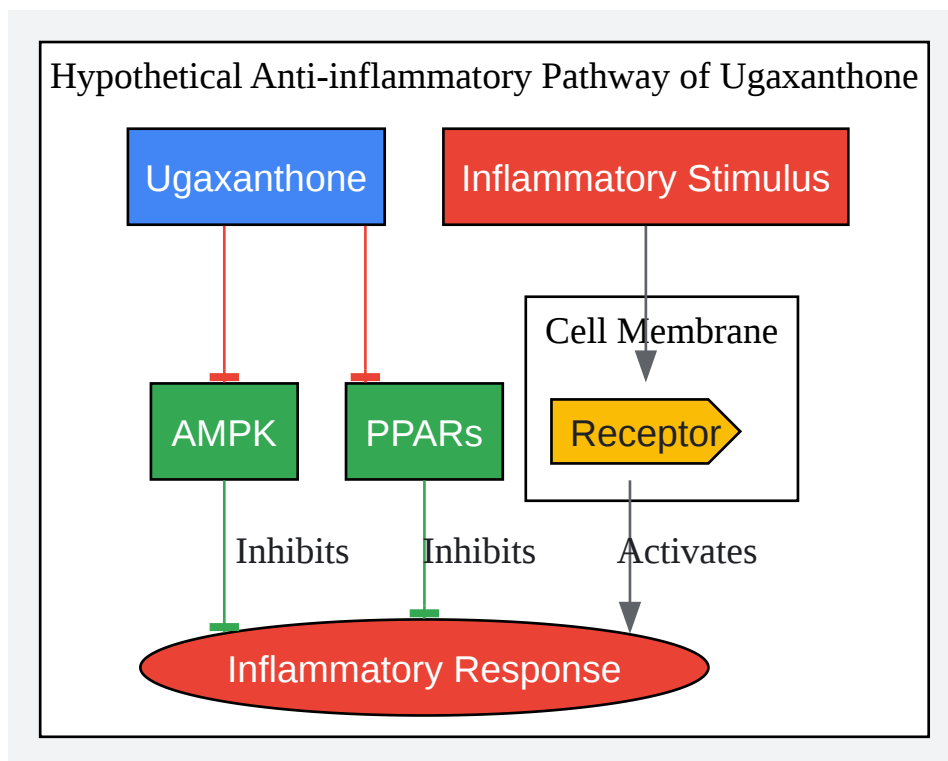 Hypothetical Anti-inflammatory Pathway of Ugaxanthone
Ugaxanthone
Inflammatory Stimulus
Cell Membrane
AMPK
PPARs
Receptor
Inhibits
Inhibits
Activates
Inflammatory Response